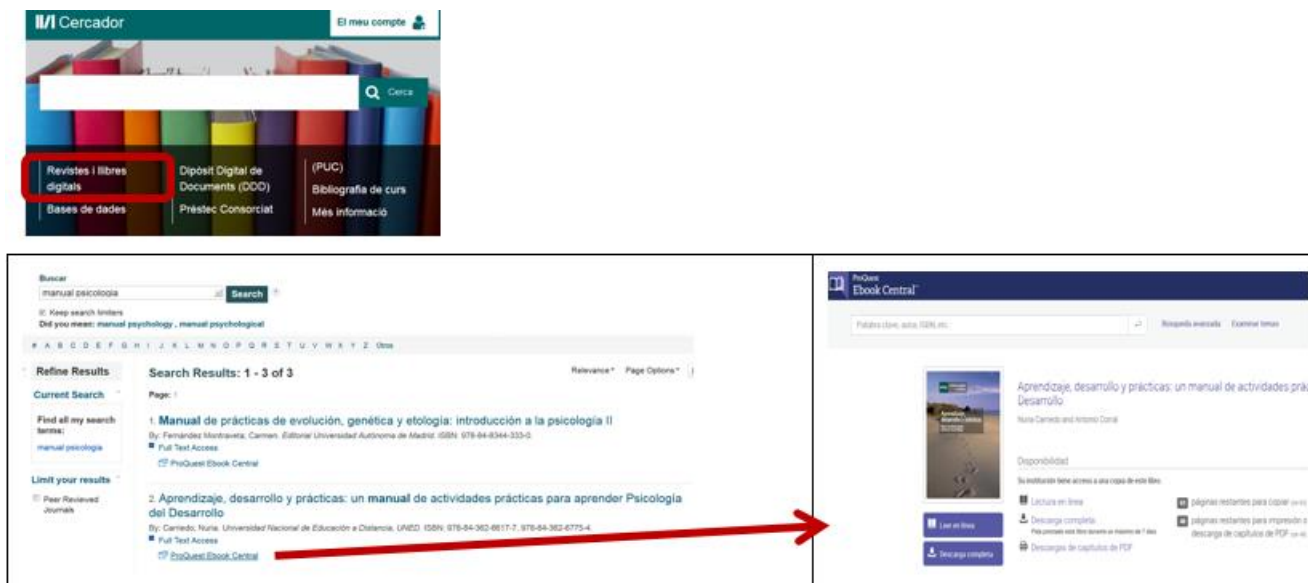 Cercador
El meu compte
Cerca
Revistes i llibres
digitals
Bases de dades
Dipòsit Digital de
Documents (DDD)
Préstec Consorciat
(PUC)
Bibliografia de curs
Més informació
Buscar
manual psicologia
Search
Keep search limiters
Did you mean: manual psychology , manual psychological
# A B C D E F G H I J K L M N O P Q R S T U V W X Y Z Otros
Refine Results
Current Search
Find all my search
terms:
manual psicologia
Limit your results
Peer Reviewed
Journals
Search Results: 1 - 3 of 3
Relevance
Page Options
Page: 1
1. Manual de prácticas de evolución, genética y etología: introducción a la psicología II
By: Fernández Montraveta, Carmen. Editorial Universidad Autónoma de Madrid. ISBN: 978-84-8344-333-0.
Full Text Access
ProQuest Ebook Central
2. Aprendizaje, desarrollo y prácticas: un manual de actividades prácticas para aprender Psicología
del Desarrollo
By: Carriedo, Nuria. Universidad Nacional de Educación a Distancia, UNED. ISBN: 978-84-362-6617-7, 978-84-362-6775-4.
Full Text Access
ProQuest Ebook Central
ProQuest
Ebook Central
Palabra clave, autor, ISBN, etc.
Búsqueda avanzada
Examinar temas
Aprendizaje, desarrollo y prácticas: un manual de actividades
Desarrollo
Nuria Carriedo and Antonio Corral
Disponibilidad
Su institución tiene acceso a una copia de este libro.
Lectura en línea
Descarga completa
Descargas de capítulos de PDF
páginas restantes para copiar
páginas restantes para impresión o
descarga de capítulos de PDF
Leer en línea
Descarga completa